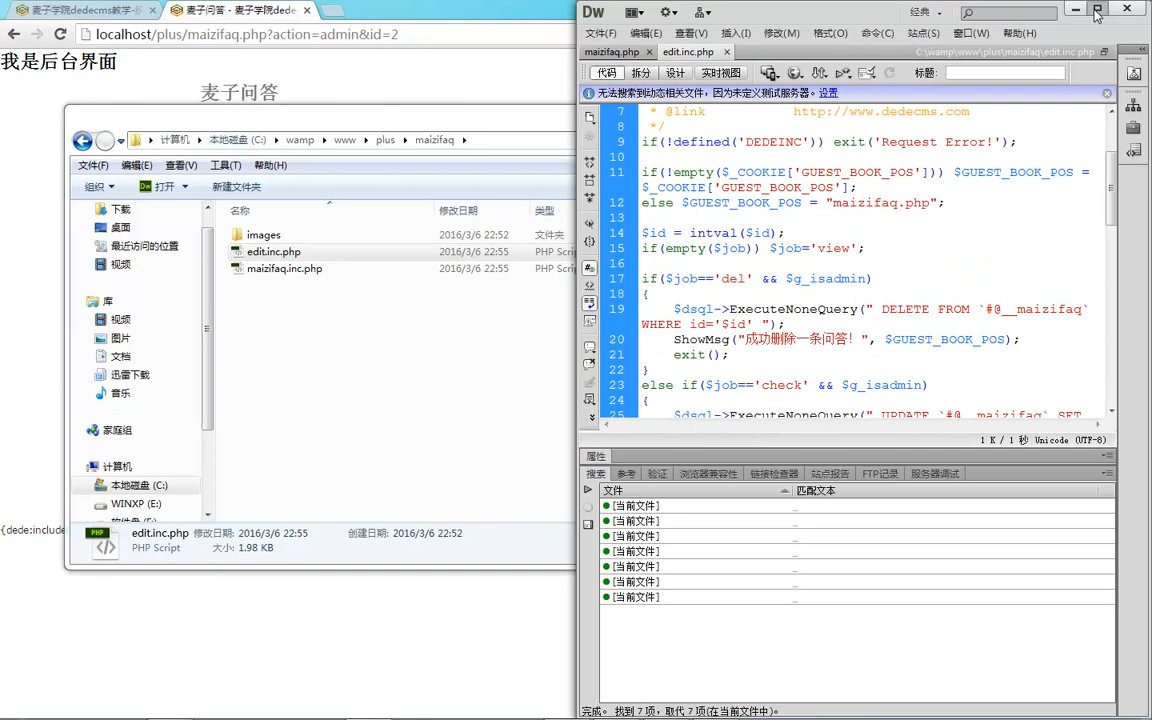 麦子学院dedecms教学-
麦子问答 - 麦子学院dede
localhost/plus/maizifaq.php?action=admin&id=2
我是后台界面
麦子问答
计算机 本地磁盘 (C:) wamp www plus maizifaq
文件(F) 编辑(E) 查看(V) 工具(T) 帮助(H)
组织 打开 新建文件夹
名称 修改日期 类型
下载
桌面
最近访问的位置
视频
库
视频
图片
文档
迅雷下载
音乐
家庭组
计算机
本地磁盘 (C:)
WINXP (E:)
images 2016/3/6 22:52 文件夹
edit.inc.php 2016/3/6 22:55 PHP Scri
maizifaq.inc.php 2016/3/6 22:55 PHP Scri
{dede:include
edit.inc.php 修改日期: 2016/3/6 22:55 创建日期: 2016/3/6 22:52
PHP Script 大小: 1.98 KB
PHP
Dw 经典
文件(F) 编辑(E) 查看(V) 插入(I) 修改(M) 格式(O) 命令(C) 站点(S) 窗口(W) 帮助(H)
maizifaq.php edit.inc.php C:\wamp\www\plus\maizifaq\edit.inc.php
代码 拆分 设计 实时视图 标题:
无法搜索到动态相关文件，因为未定义测试服务器。 设置
7 * @link http://www.dedecms.com
8 */
9 if(!defined('DEDEINC')) exit('Request Error!');
10
11 if(!empty($_COOKIE['GUEST_BOOK_POS'])) $GUEST_BOOK_POS =
$_COOKIE['GUEST_BOOK_POS'];
12 else $GUEST_BOOK_POS = "maizifaq.php";
13
14 $id = intval($id);
15 if(empty($job)) $job='view';
16
17 if($job=='del' && $g_isadmin)
18 {
19 $dsql->ExecuteNoneQuery(" DELETE FROM `#@__maizifaq`
WHERE id='$id' ");
20 ShowMsg("成功删除一条问答！", $GUEST_BOOK_POS);
21 exit();
22 }
23 else if($job=='check' && $g_isadmin)
24 {
25 $dsql->ExecuteNoneQuery(" UPDATE `#@__maizifaq` SET
1 K / 1 秒 Unicode (UTF-8)
属性
搜索 参考 验证 浏览器兼容性 链接检查器 站点报告 FTP记录 服务器调试
文件 匹配文本
[当前文件] _
[当前文件] _
[当前文件] _
[当前文件] _
[当前文件] _
[当前文件] _
[当前文件] _
完成。 找到 7 项，取代 7 项(在当前文件中)。